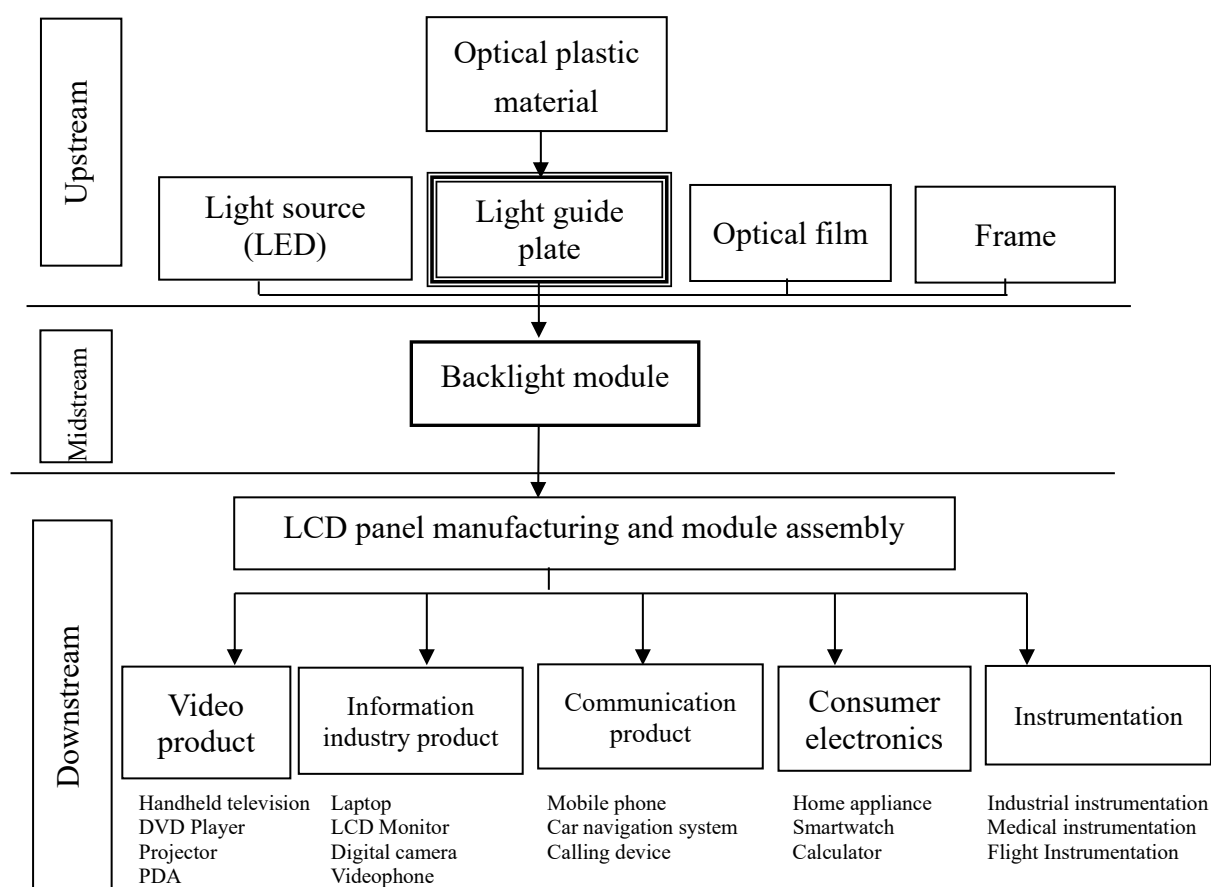 Upstream
Optical plastic
material
Light source
(LED)
Light guide
plate
Optical film
Frame
Midstream
Backlight module
Downstream
LCD panel manufacturing and module assembly
Video
product
Information
industry product
Communication
product
Consumer
electronics
Instrumentation
Handheld television
DVD Player
Projector
PDA
Laptop
LCD Monitor
Digital camera
Videophone
Mobile phone
Car navigation system
Calling device
Home appliance
Smartwatch
Calculator
Industrial instrumentation
Medical instrumentation
Flight Instrumentation